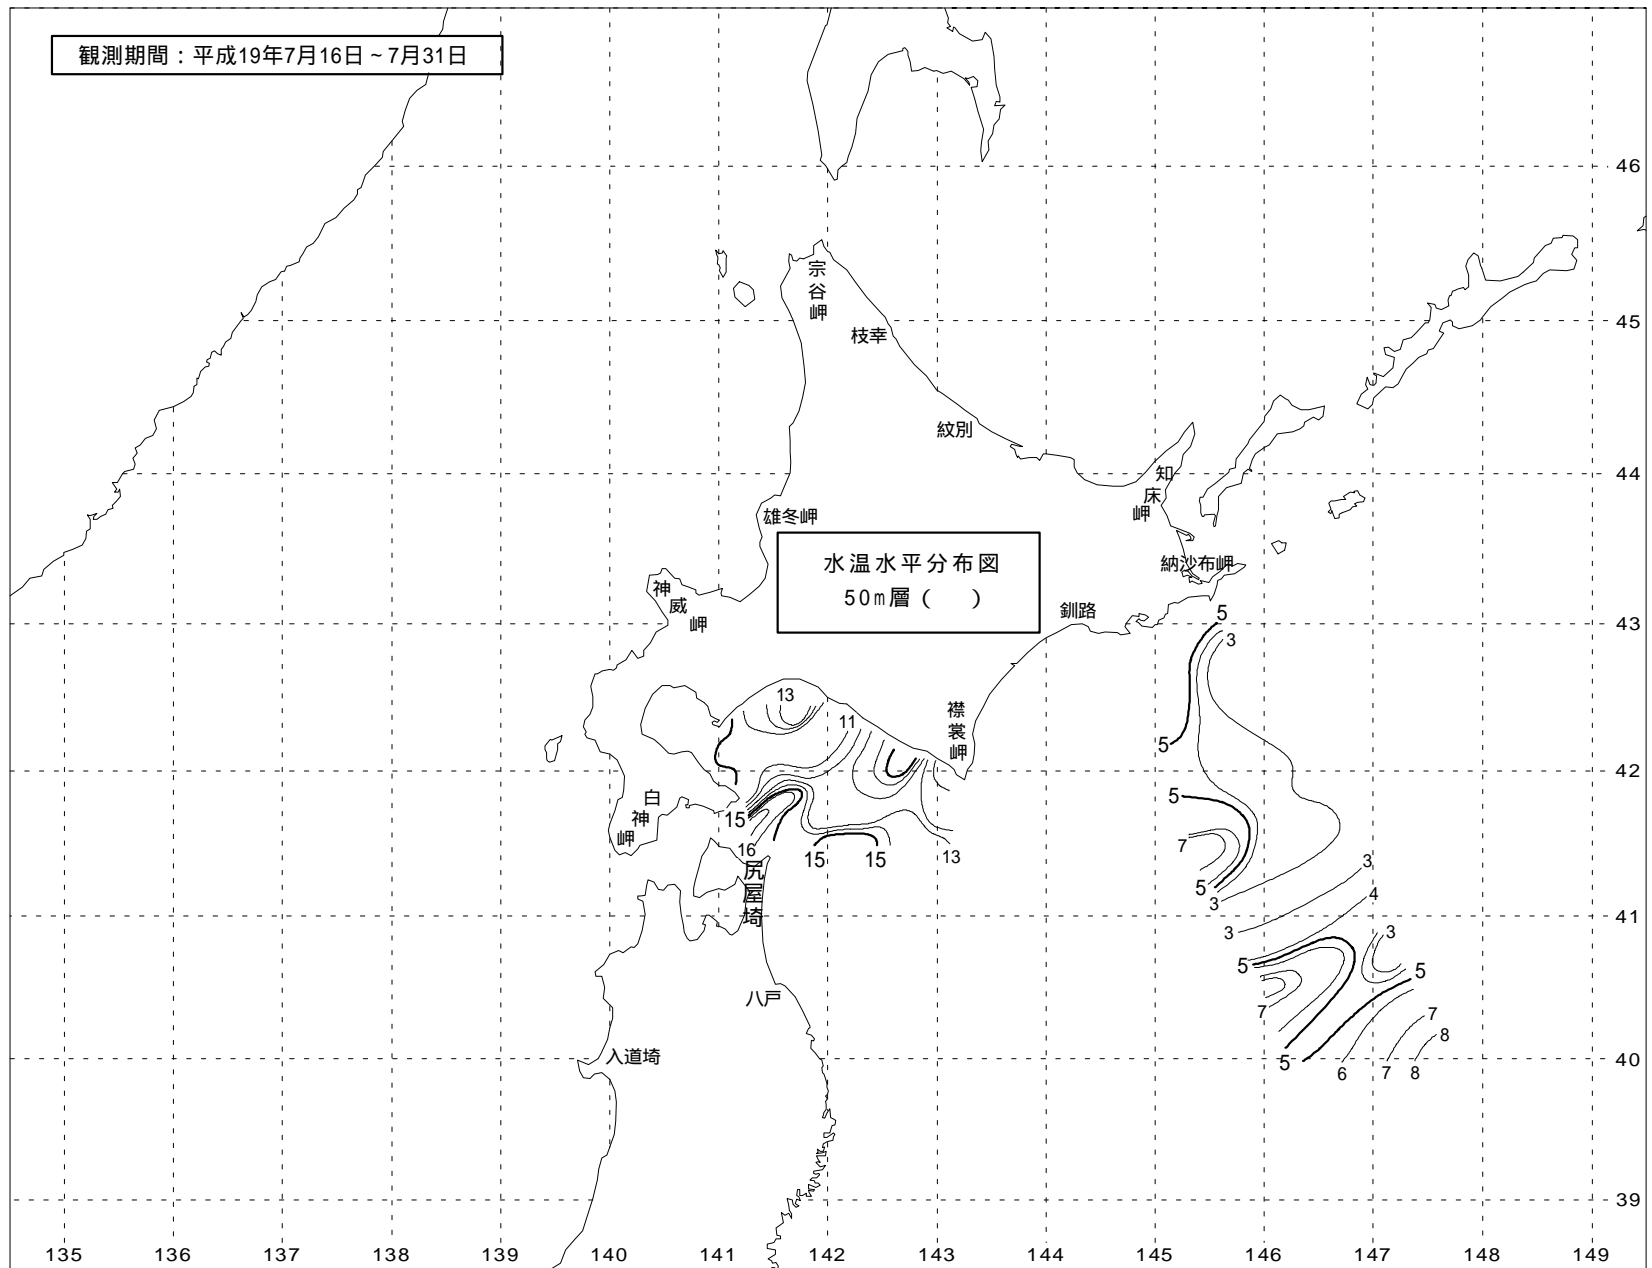 観測期間：平成19年7月16日～7月31日
46
宗谷岬
45
枝幸
紋別
44
知床岬
雄冬岬
水温水平分布図
50m層（　）
納沙布岬
神威岬
釧路
5
43
3
13
襟裳岬
11
5
42
白神岬
5
15
7
16
15
15
13
3
尻屋埼
5
3
4
41
3
3
5
5
八戸
7
7
8
入道埼
40
5
6
7
8
39
135 136 137 138 139 140 141 142 143 144 145 146 147 148 149